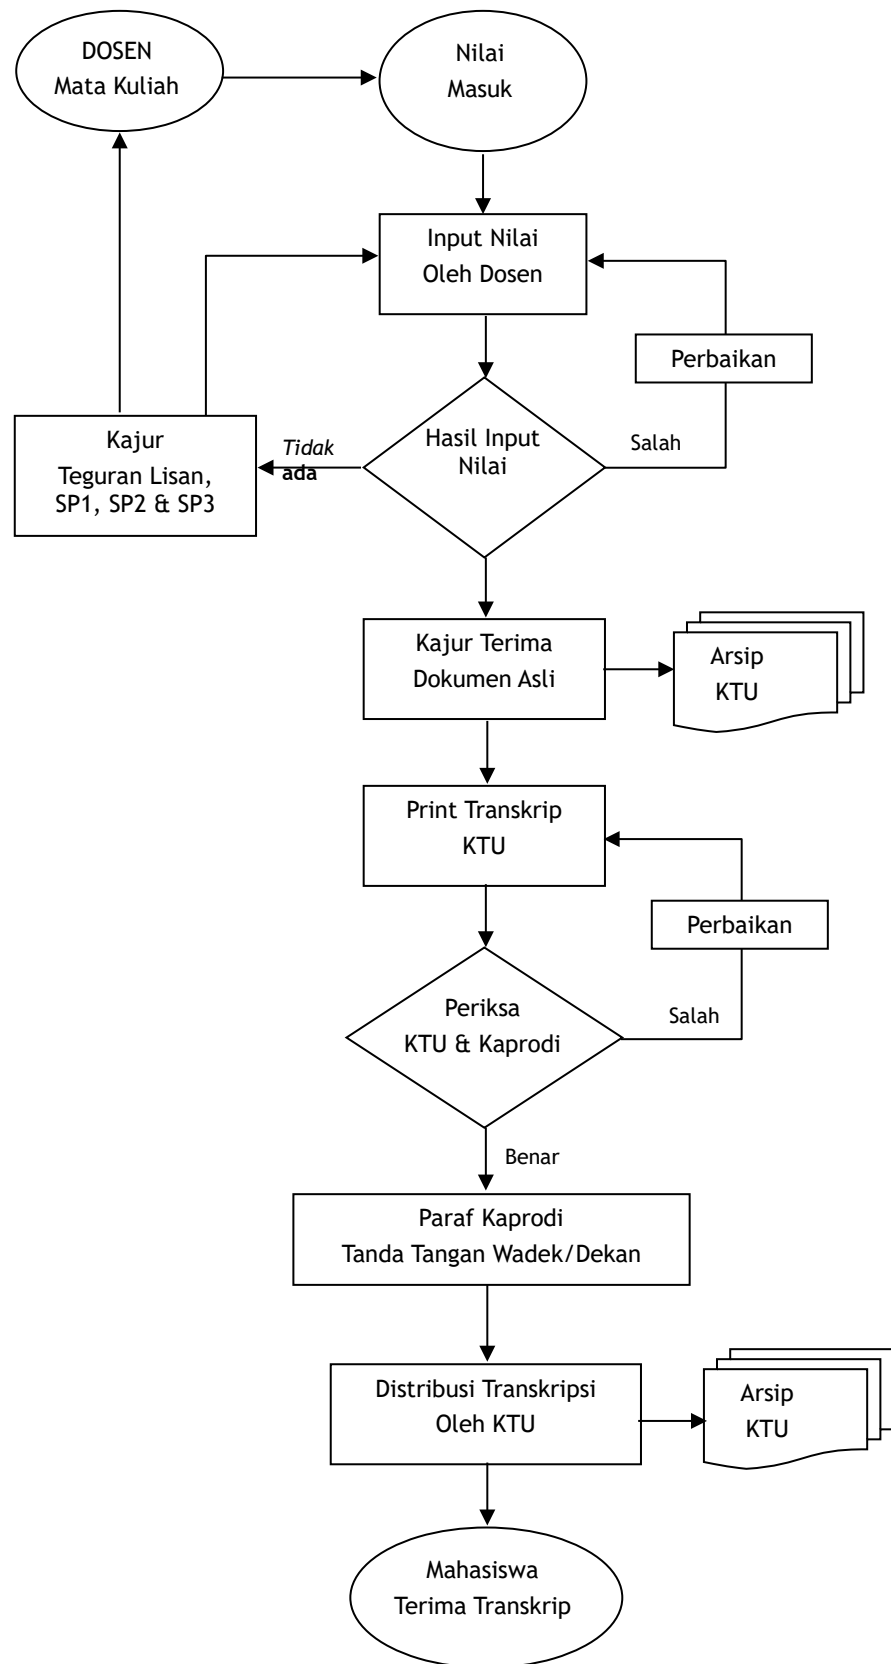 DOSEN
Mata Kuliah
Nilai
Masuk
Input Nilai
Oleh Dosen
Perbaikan
Kajur
Teguran Lisan,
SP1, SP2 & SP3
Tidak
ada
Hasil Input
Nilai
Salah
Kajur Terima
Dokumen Asli
Arsip
KTU
Print Transkrip
KTU
Perbaikan
Periksa
KTU & Kaprodi
Salah
Benar
Paraf Kaprodi
Tanda Tangan Wadek/Dekan
Distribusi Transkripsi
Oleh KTU
Arsip
KTU
Mahasiswa
Terima Transkrip